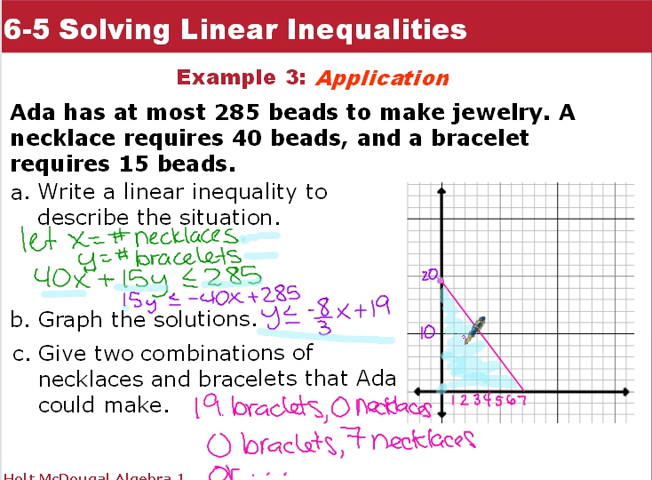 6-5 Solving Linear Inequalities
Example 3: Application
Ada has at most 285 beads to make jewelry. A
necklace requires 40 beads, and a bracelet
requires 15 beads.
a. Write a linear inequality to
describe the situation.
let x = # necklaces
y = # bracelets
40x + 15y ≤ 285
15y ≤ -40x + 285
b. Graph the solutions. y ≤ -8/3 x + 19
c. Give two combinations of
necklaces and bracelets that Ada
could make. 19 braclets, 0 necklaces
0 braclets, 7 necklaces
or ...
20
10
1 2 3 4 5 6 7
Holt McDougal Algebra 1